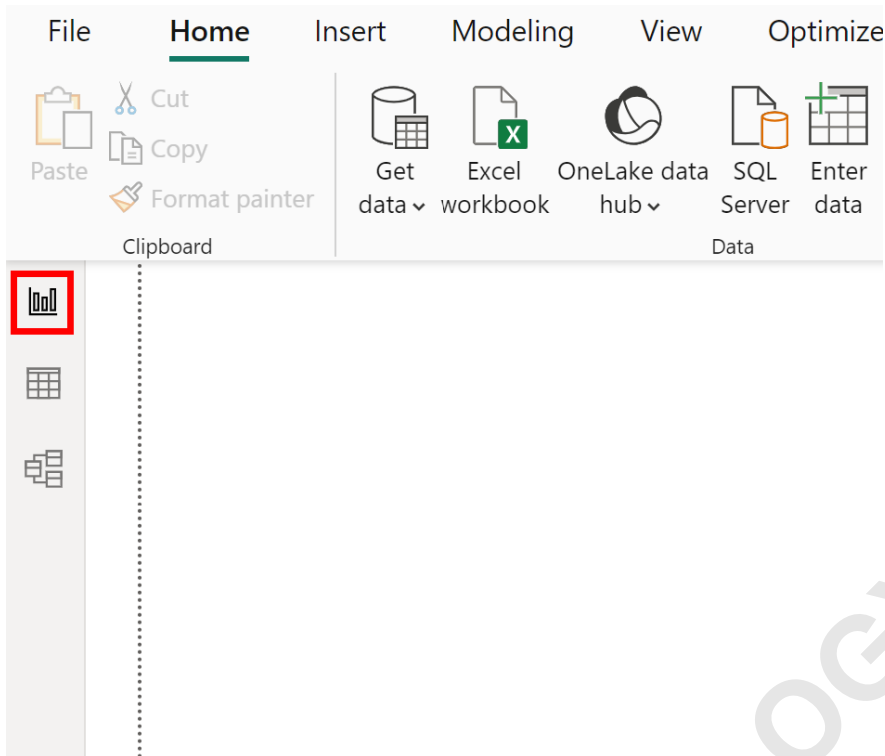 File Home Insert Modeling View Optimize
Cut
Copy
Paste
Format painter
Clipboard
Get data
Excel workbook
X
OneLake data hub
SQL Server
Enter data
Data